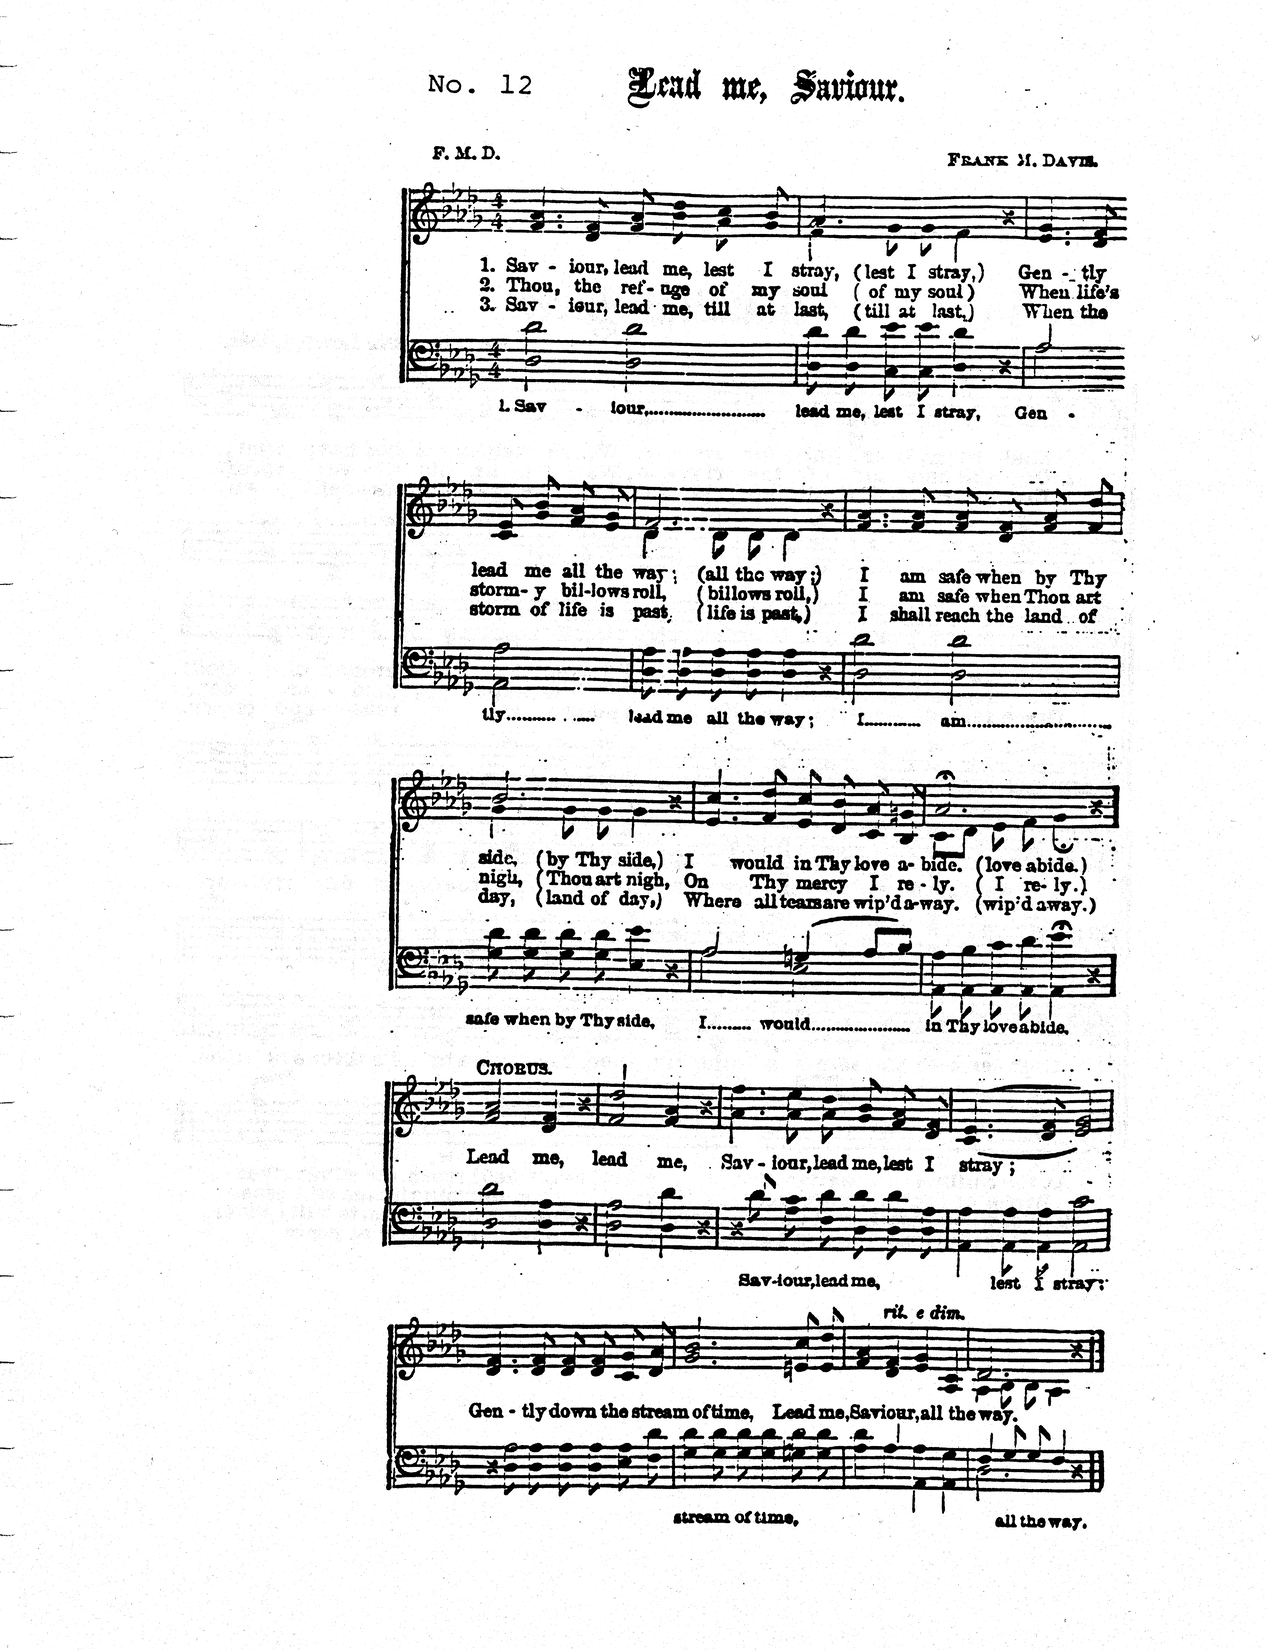 No. 12 Lead me, Saviour.
F. M. D. FRANK M. DAVIS.
1. Sav - iour, lead me, lest I stray, (lest I stray,) Gen - tly
2. Thou, the ref - uge of my soul ( of my soul ) When life's
3. Sav - iour, lead me, till at last, (till at last,) When the
1. Sav - iour,........................ lead me, lest I stray, Gen -
lead me all the way; (all the way;) I am safe when by Thy
storm - y bil-lows roll, ( billows roll,) I am safe when Thou art
storm of life is past, ( life is past,) I shall reach the land of
tly.................. lead me all the way; I............ am..............................
side, (by Thy side,) I would in Thy love a- bide. (love abide.)
nigh, (Thou art nigh, On Thy mercy I re - ly. ( I re- ly.)
day, (land of day,) Where all tears are wip'd a-way. (wip'd away.)
safe when by Thy side, I......... would..................... in Thy love abide.
CHORUS.
Lead me, lead me, Sav - iour, lead me, lest I stray ;
Sav-iour, lead me, lest I stray;
rit. e dim.
Gen - tly down the stream of time, Lead me, Saviour, all the way.
stream of time, all the way.